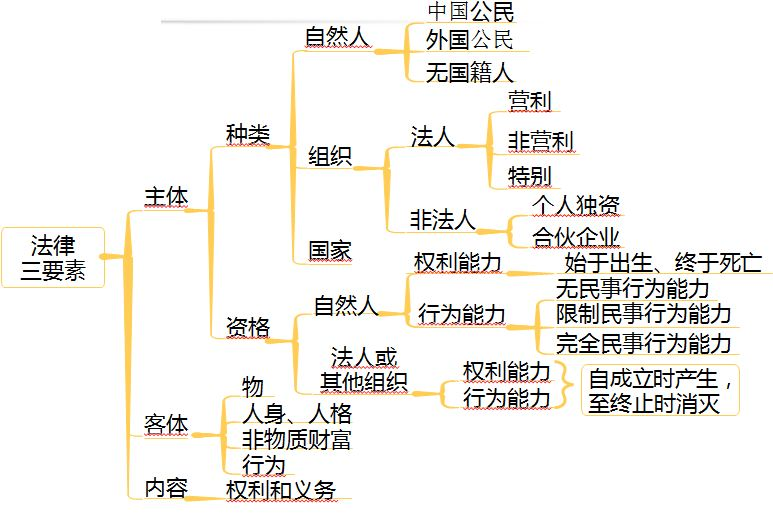 中国公民
自然人
外国公民
无国籍人
营利
种类
法人
非营利
组织
特别
主体
个人独资
非法人
合伙企业
国家
法律
三要素
权利能力
始于出生、终于死亡
无民事行为能力
自然人
行为能力
限制民事行为能力
资格
完全民事行为能力
法人或
其他组织
权利能力
行为能力
自成立时产生，
至终止时消灭
物
客体
人身、人格
非物质财富
行为
内容
权利和义务